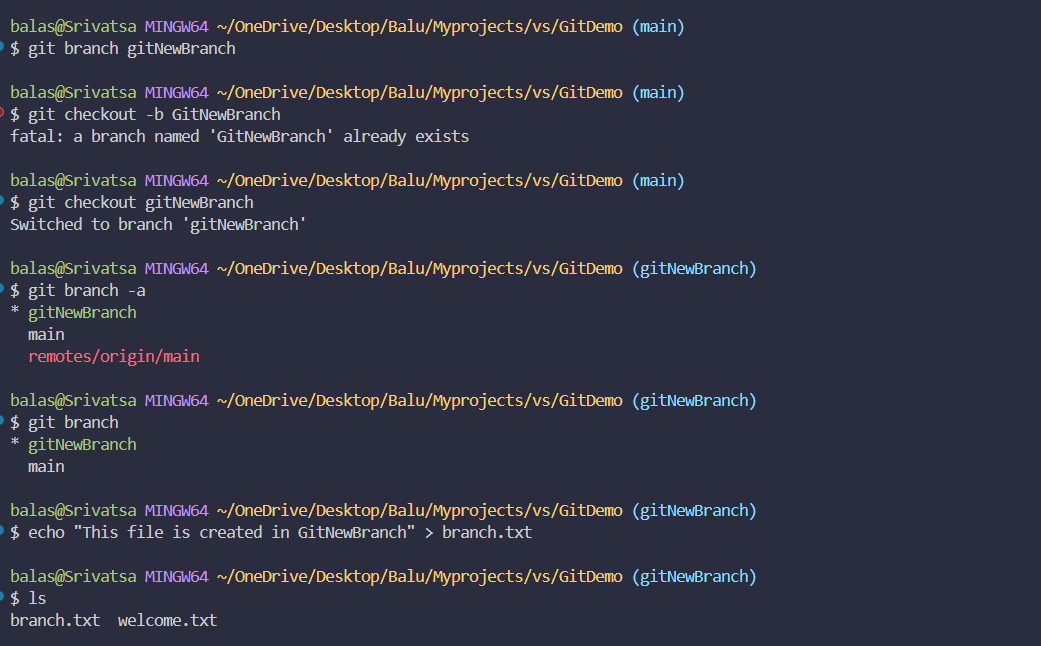 balas@Srivatsa MINGW64 ~/OneDrive/Desktop/Balu/Myprojects/vs/GitDemo (main)
$ git branch gitNewBranch
balas@Srivatsa MINGW64 ~/OneDrive/Desktop/Balu/Myprojects/vs/GitDemo (main)
$ git checkout -b GitNewBranch
fatal: a branch named 'GitNewBranch' already exists
balas@Srivatsa MINGW64 ~/OneDrive/Desktop/Balu/Myprojects/vs/GitDemo (main)
$ git checkout gitNewBranch
Switched to branch 'gitNewBranch'
balas@Srivatsa MINGW64 ~/OneDrive/Desktop/Balu/Myprojects/vs/GitDemo (gitNewBranch)
$ git branch -a
* gitNewBranch
  main
  remotes/origin/main
balas@Srivatsa MINGW64 ~/OneDrive/Desktop/Balu/Myprojects/vs/GitDemo (gitNewBranch)
$ git branch
* gitNewBranch
  main
balas@Srivatsa MINGW64 ~/OneDrive/Desktop/Balu/Myprojects/vs/GitDemo (gitNewBranch)
$ echo "This file is created in GitNewBranch" > branch.txt
balas@Srivatsa MINGW64 ~/OneDrive/Desktop/Balu/Myprojects/vs/GitDemo (gitNewBranch)
$ ls
branch.txt  welcome.txt